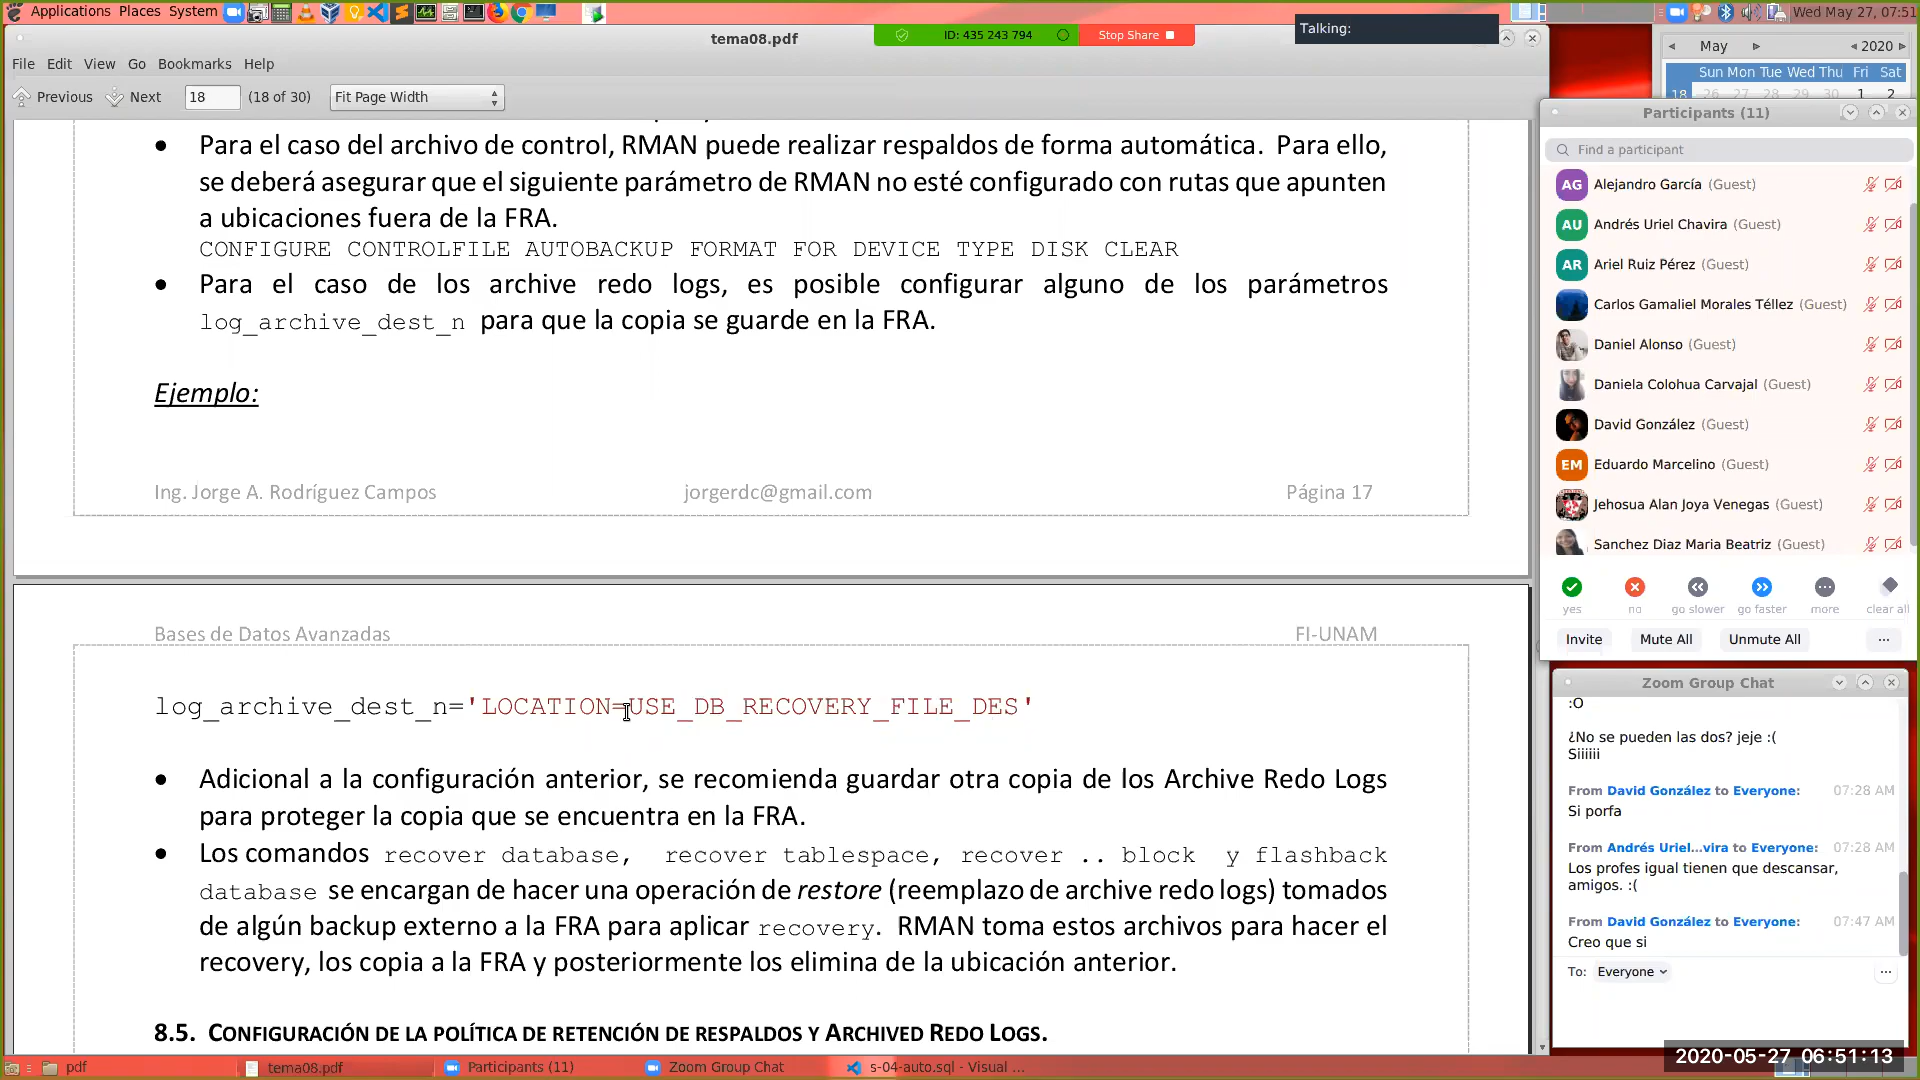 Applications Places System
Wed May 27, 07:51
tema08.pdf
ID: 435 243 794
Stop Share
Talking:
File Edit View Go Bookmarks Help
Previous Next 18 (18 of 30) Fit Page Width
• Para el caso del archivo de control, RMAN puede realizar respaldos de forma automática. Para ello,
se deberá asegurar que el siguiente parámetro de RMAN no esté configurado con rutas que apunten
a ubicaciones fuera de la FRA.
CONFIGURE CONTROLFILE AUTOBACKUP FORMAT FOR DEVICE TYPE DISK CLEAR
• Para el caso de los archive redo logs, es posible configurar alguno de los parámetros
log_archive_dest_n para que la copia se guarde en la FRA.
Ejemplo:
Ing. Jorge A. Rodríguez Campos jorgerdc@gmail.com Página 17
Bases de Datos Avanzadas FI-UNAM
log_archive_dest_n='LOCATION=USE_DB_RECOVERY_FILE_DES'
• Adicional a la configuración anterior, se recomienda guardar otra copia de los Archive Redo Logs
para proteger la copia que se encuentra en la FRA.
• Los comandos recover database, recover tablespace, recover .. block y flashback
database se encargan de hacer una operación de restore (reemplazo de archive redo logs) tomados
de algún backup externo a la FRA para aplicar recovery. RMAN toma estos archivos para hacer el
recovery, los copia a la FRA y posteriormente los elimina de la ubicación anterior.
8.5. CONFIGURACIÓN DE LA POLÍTICA DE RETENCIÓN DE RESPALDOS Y ARCHIVED REDO LOGS.
May 2020
Sun Mon Tue Wed Thu Fri Sat
18 26 27 28 29 30 1 2
Participants (11)
Find a participant
AG Alejandro García (Guest)
AU Andrés Uriel Chavira (Guest)
AR Ariel Ruiz Pérez (Guest)
Carlos Gamaliel Morales Téllez (Guest)
Daniel Alonso (Guest)
Daniela Colohua Carvajal (Guest)
David González (Guest)
EM Eduardo Marcelino (Guest)
Jehosua Alan Joya Venegas (Guest)
Sanchez Diaz Maria Beatriz (Guest)
yes no go slower go faster more clear all
Invite Mute All Unmute All ...
Zoom Group Chat
:O
¿No se pueden las dos? jeje :(
Siiiiii
From David González to Everyone: 07:28 AM
Si porfa
From Andrés Uriel...vira to Everyone: 07:28 AM
Los profes igual tienen que descansar,
amigos. :(
From David González to Everyone: 07:47 AM
Creo que si
To: Everyone ...
2020-05-27 06:51:13
pdf tema08.pdf Participants (11) Zoom Group Chat s-04-auto.sql - Visual ...